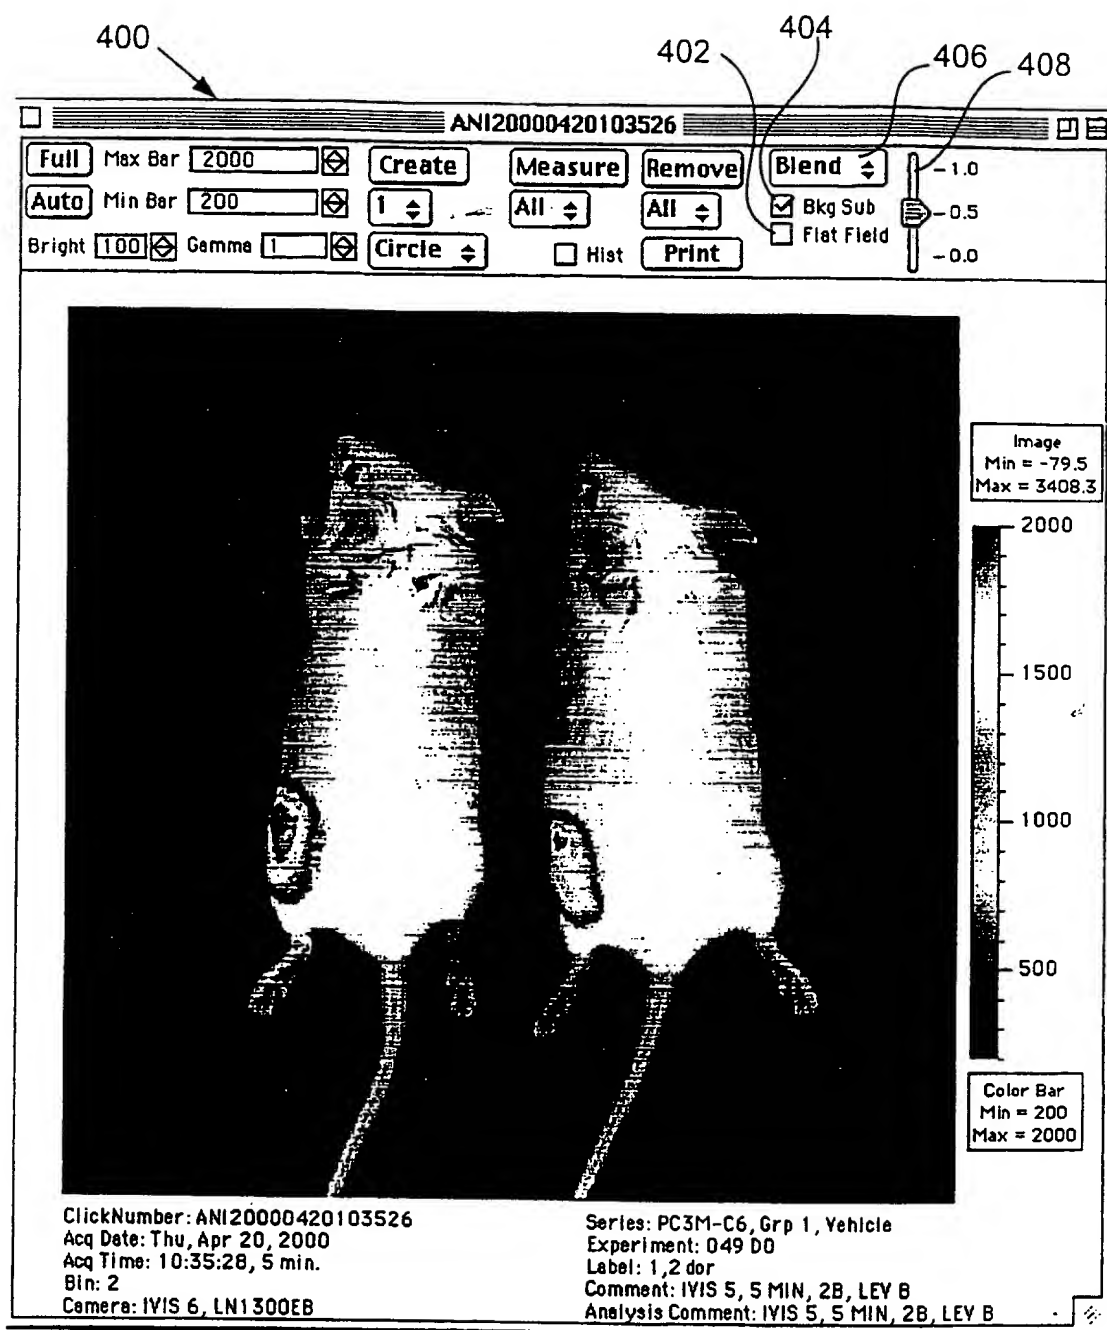 400
404
402
406
408
ANI20000420103526
Full Max Bar 2000 Create Measure Remove Blend -1.0
Auto Min Bar 200 1 All All Bkg Sub -0.5
Flat Field
Bright 100 Gamma 1 Circle Hist Print -0.0
Image
Min = -79.5
Max = 3408.3
2000
1500
1000
500
Color Bar
Min = 200
Max = 2000
ClickNumber: ANI20000420103526
Acq Date: Thu, Apr 20, 2000
Acq Time: 10:35:28, 5 min.
Bin: 2
Camera: IVIS 6, LN1300EB
Series: PC3M-C6, Grp 1, Vehicle
Experiment: 049 D0
Label: 1,2 dor
Comment: IVIS 5, 5 MIN, 2B, LEV B
Analysis Comment: IVIS 5, 5 MIN, 2B, LEV B